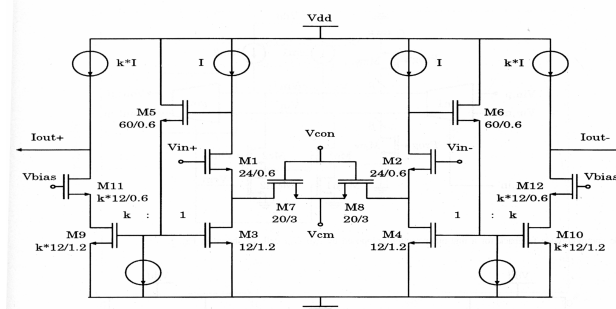 Vdd
k*I
I
I
k*I
M5
60/0.6
M6
60/0.6
Iout+
Iout-
Vin+
M1
24/0.6
Vcon
M2
24/0.6
Vin-
Vbias
M11
k*12/0.6
M7
20/3
M8
20/3
M12
k*12/0.6
Vbias
k : 1
1 : k
M9
k*12/1.2
M3
12/1.2
Vcm
M4
12/1.2
M10
k*12/1.2